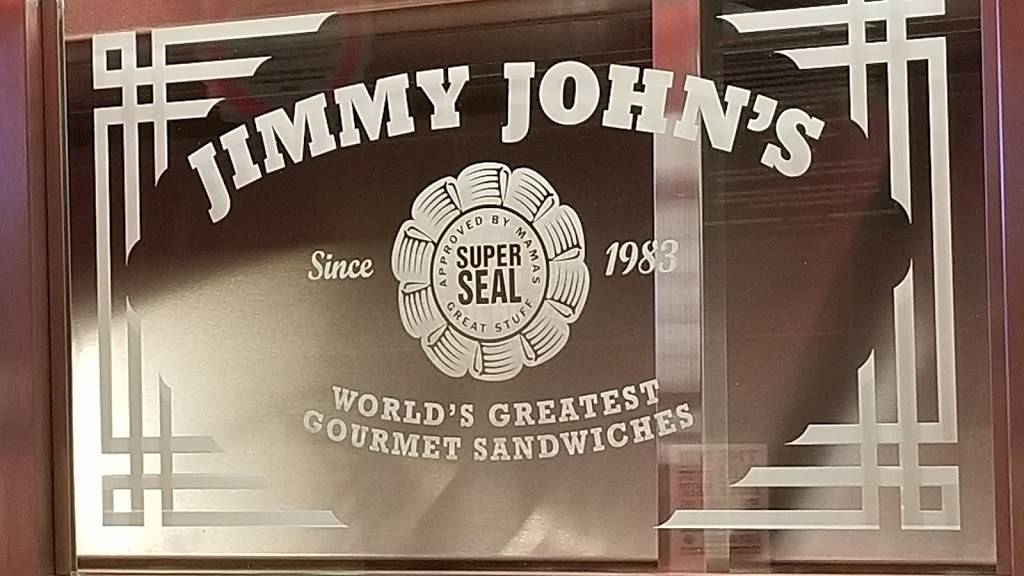 JIMMY JOHN'S
Since 1983
APPROVED BY MAMAS
SUPER
SEAL
GREAT STUFF
WORLD'S GREATEST
GOURMET SANDWICHES